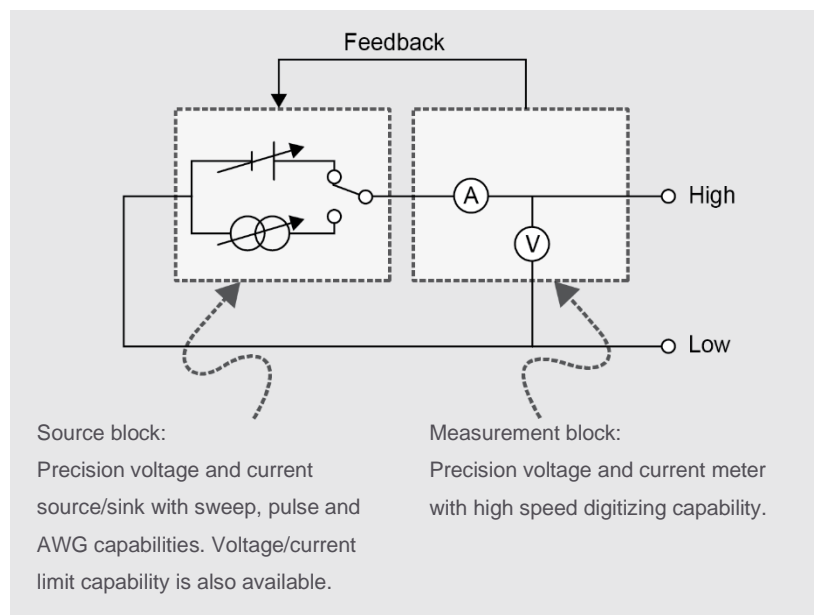 Feedback
A
High
V
Low
Source block:
Precision voltage and current
source/sink with sweep, pulse and
AWG capabilities. Voltage/current
limit capability is also available.
Measurement block:
Precision voltage and current meter
with high speed digitizing capability.